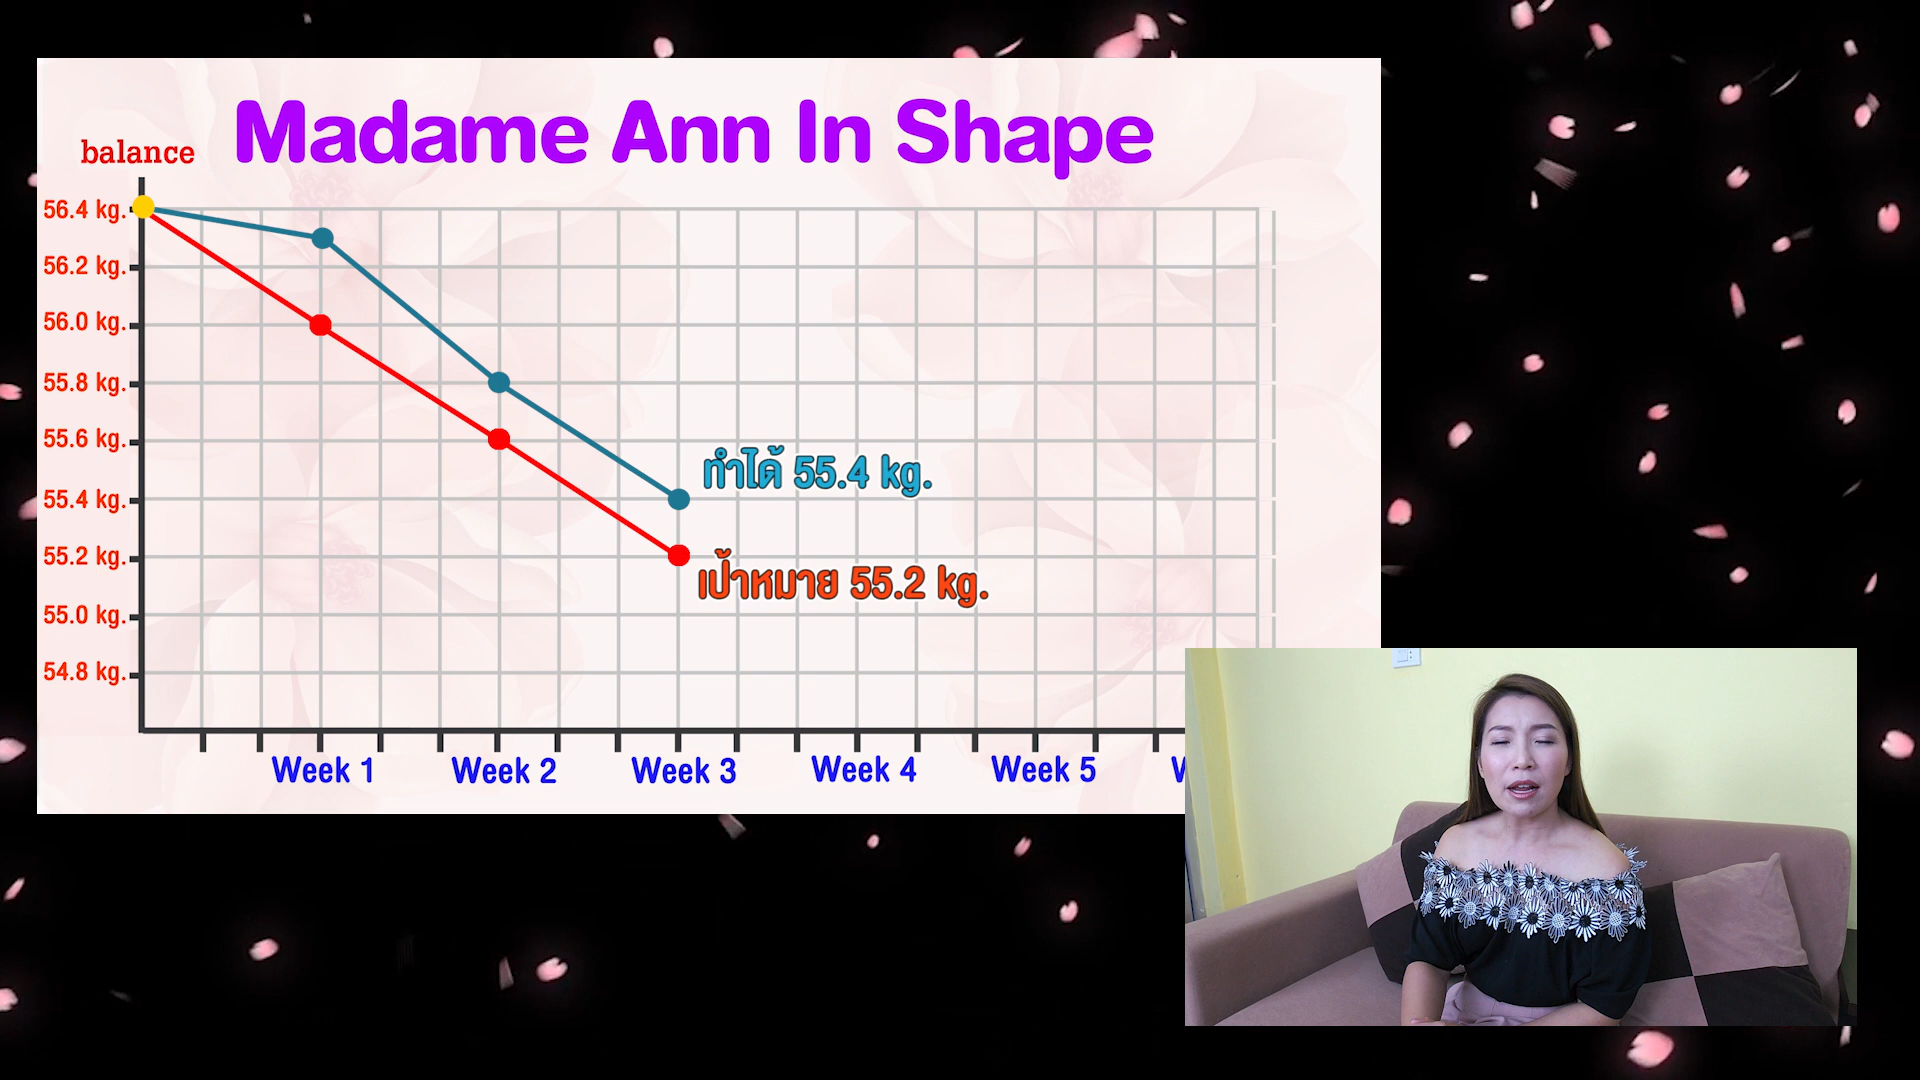 Madame Ann In Shape
balance
56.4 kg.
56.2 kg.
56.0 kg.
55.8 kg.
55.6 kg.
55.4 kg.
55.2 kg.
55.0 kg.
54.8 kg.
ทำได้ 55.4 kg.
เป้าหมาย 55.2 kg.
Week 1 Week 2 Week 3 Week 4 Week 5